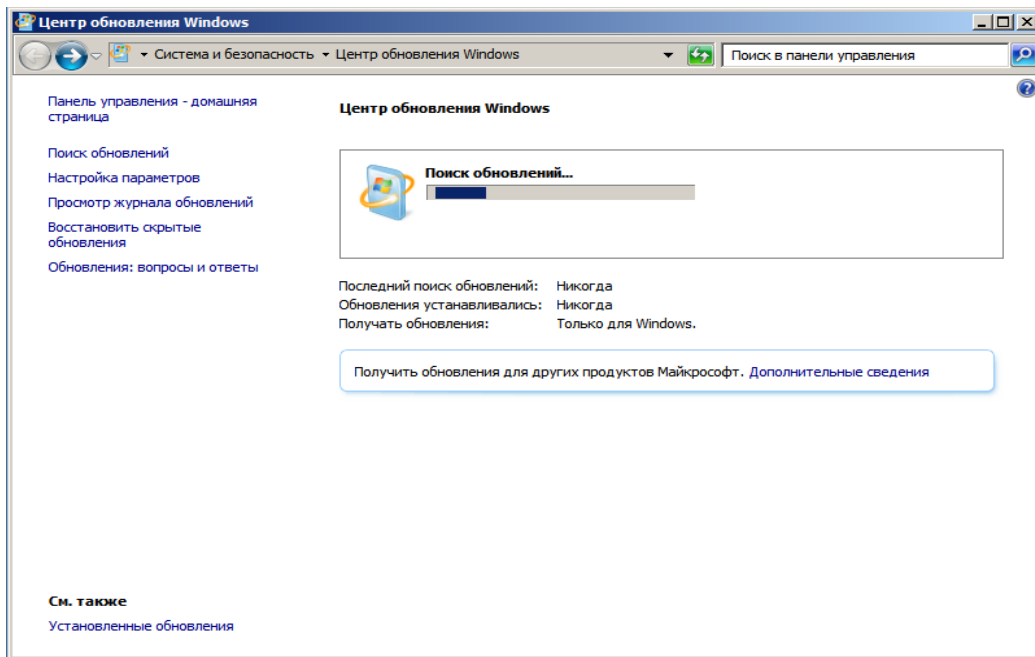 Центр обновления Windows
Система и безопасность Центр обновления Windows
Поиск в панели управления
Панель управления - домашняя
страница
Поиск обновлений
Настройка параметров
Просмотр журнала обновлений
Восстановить скрытые
обновления
Обновления: вопросы и ответы
Центр обновления Windows
Поиск обновлений...
Последний поиск обновлений: Никогда
Обновления устанавливались: Никогда
Получать обновления: Только для Windows.
Получить обновления для других продуктов Майкрософт. Дополнительные сведения
См. также
Установленные обновления